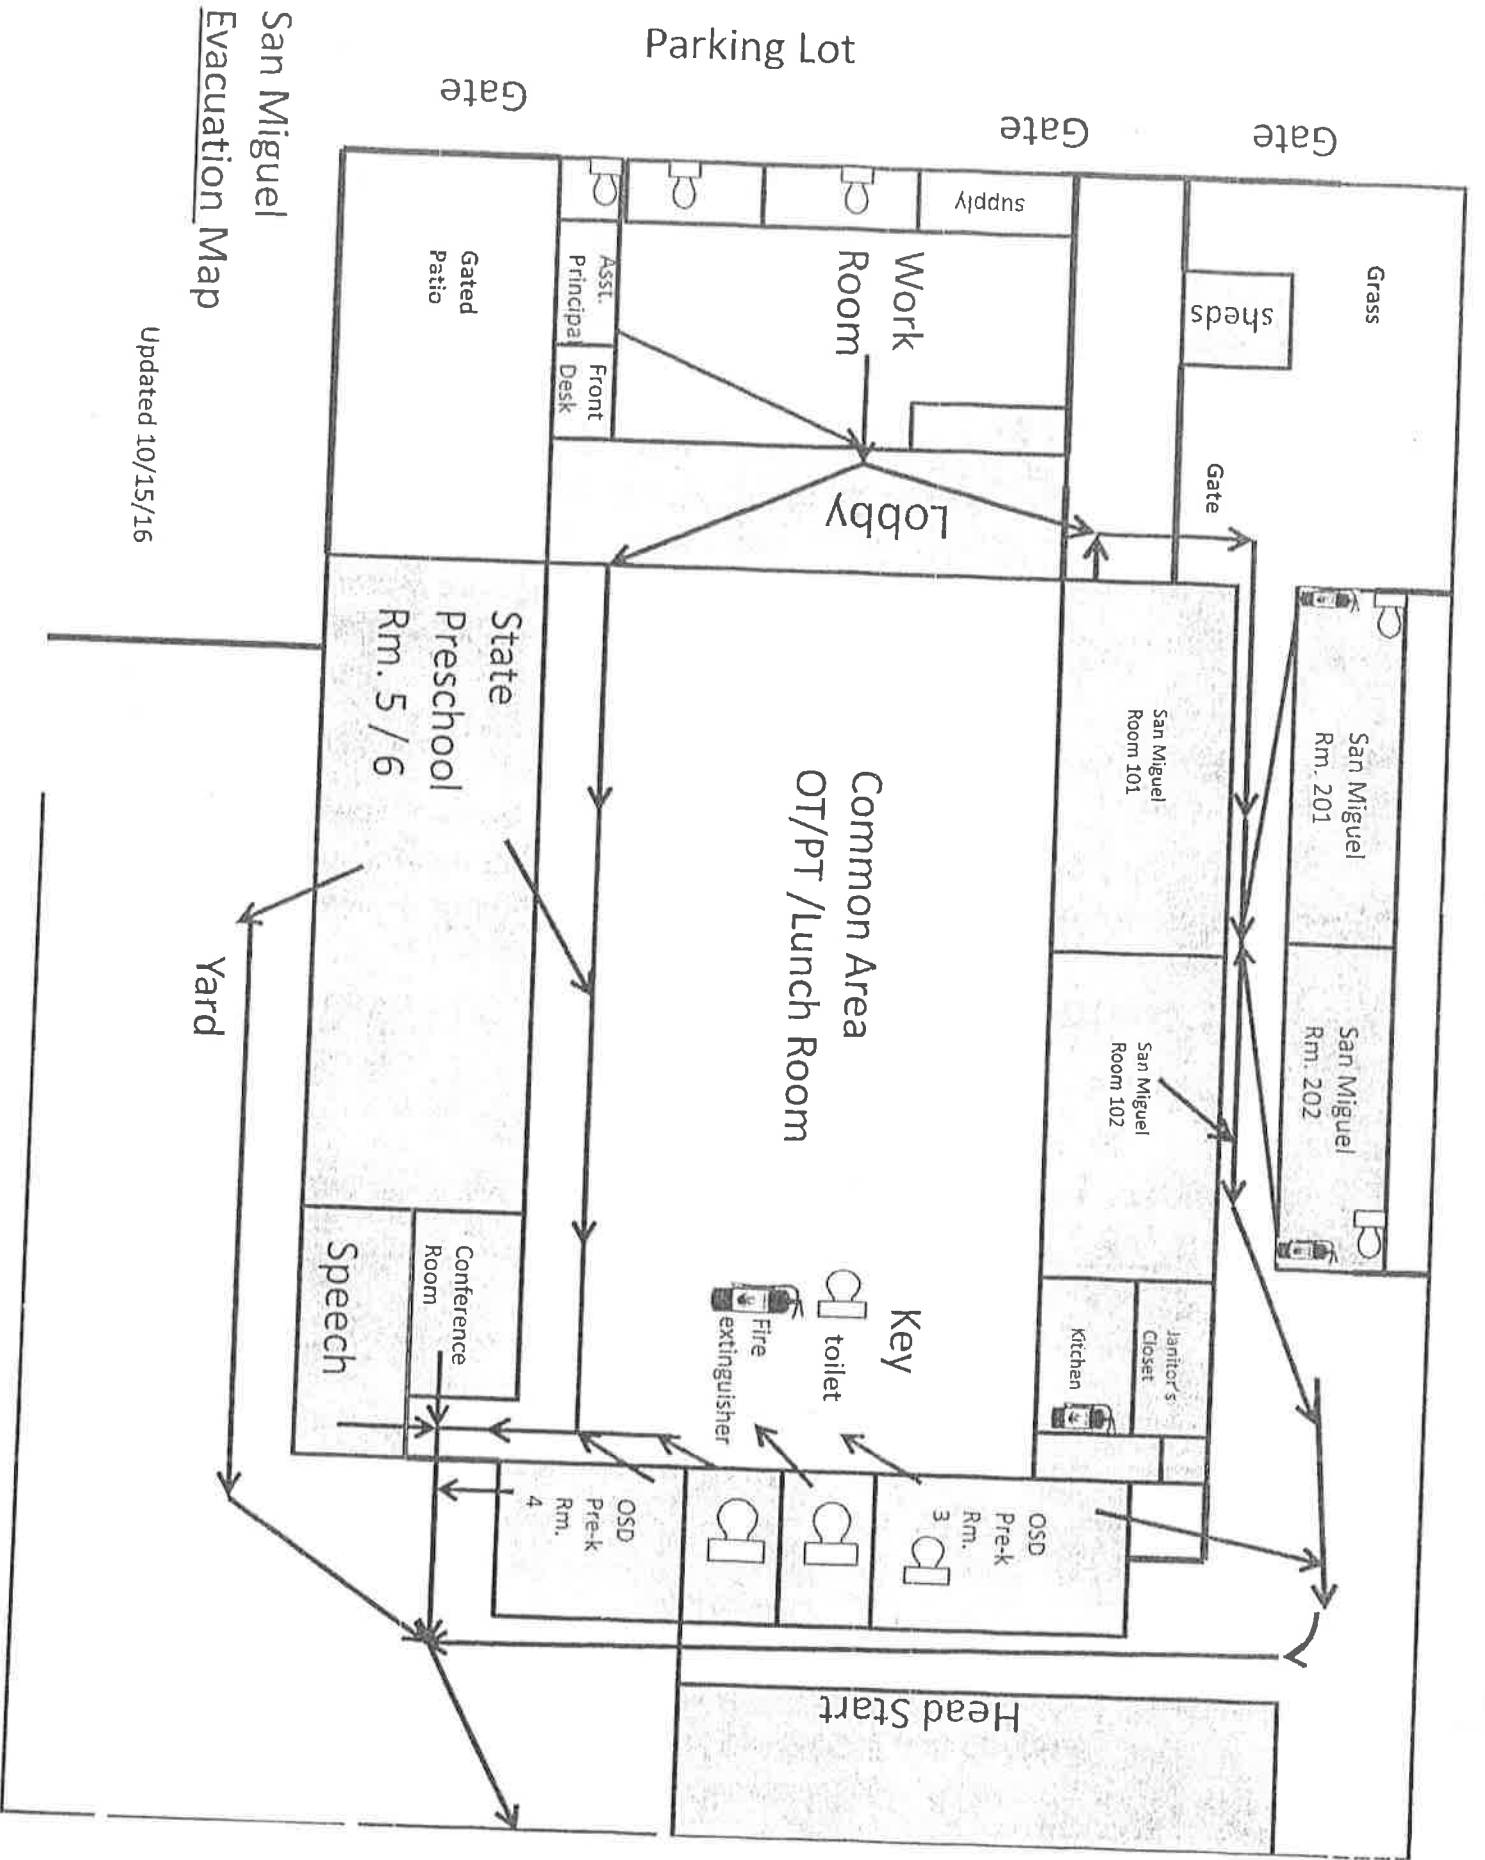 San Miguel
Evacuation Map
Updated 10/15/16
Parking Lot
Gate
Gate
Gate
Grass
sheds
Gate
supply
Work
Room
Asst.
Principal
Front
Desk
Gated
Patio
Lobby
San Miguel
Rm. 201
San Miguel
Rm. 202
San Miguel
Room 101
San Miguel
Room 102
Common Area
OT/PT /Lunch Room
State
Preschool
Rm. 5 / 6
Yard
Conference
Room
Speech
Janitor's
Closet
Kitchan
Key
toilet
Fire
extinguisher
OSD
Pre-k
Rm.
3
OSD
Pre-k
Rm.
4
Head Start